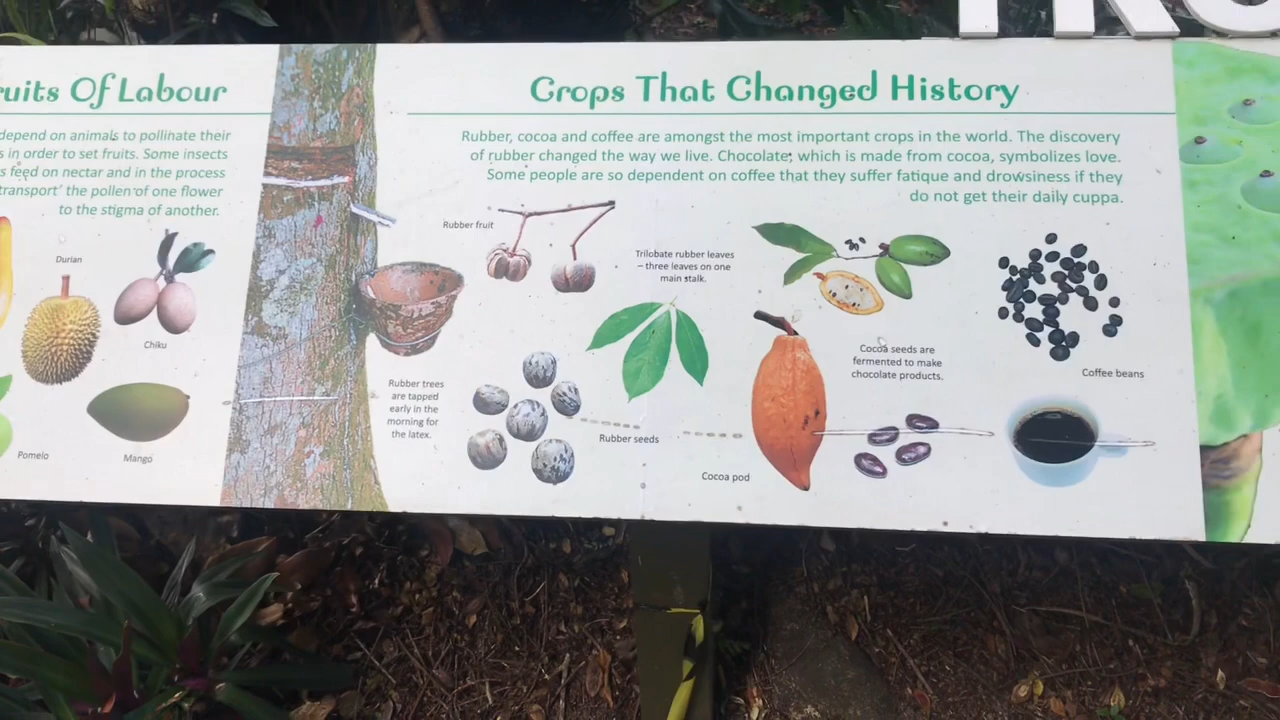 ruits Of Labour
depend on animals to pollinate their
s in order to set fruits. Some insects
s feed on nectar and in the process
transport' the pollen of one flower
to the stigma of another.
Durian
Chiku
Pomelo
Mango
Crops That Changed History
Rubber, cocoa and coffee are amongst the most important crops in the world. The discovery
of rubber changed the way we live. Chocolate, which is made from cocoa, symbolizes love.
Some people are so dependent on coffee that they suffer fatique and drowsiness if they
do not get their daily cuppa.
Rubber fruit
Trilobate rubber leaves
– three leaves on one
main stalk.
Rubber trees
are tapped
early in the
morning for
the latex.
Rubber seeds
Cocoa pod
Cocoa seeds are
fermented to make
chocolate products.
Coffee beans